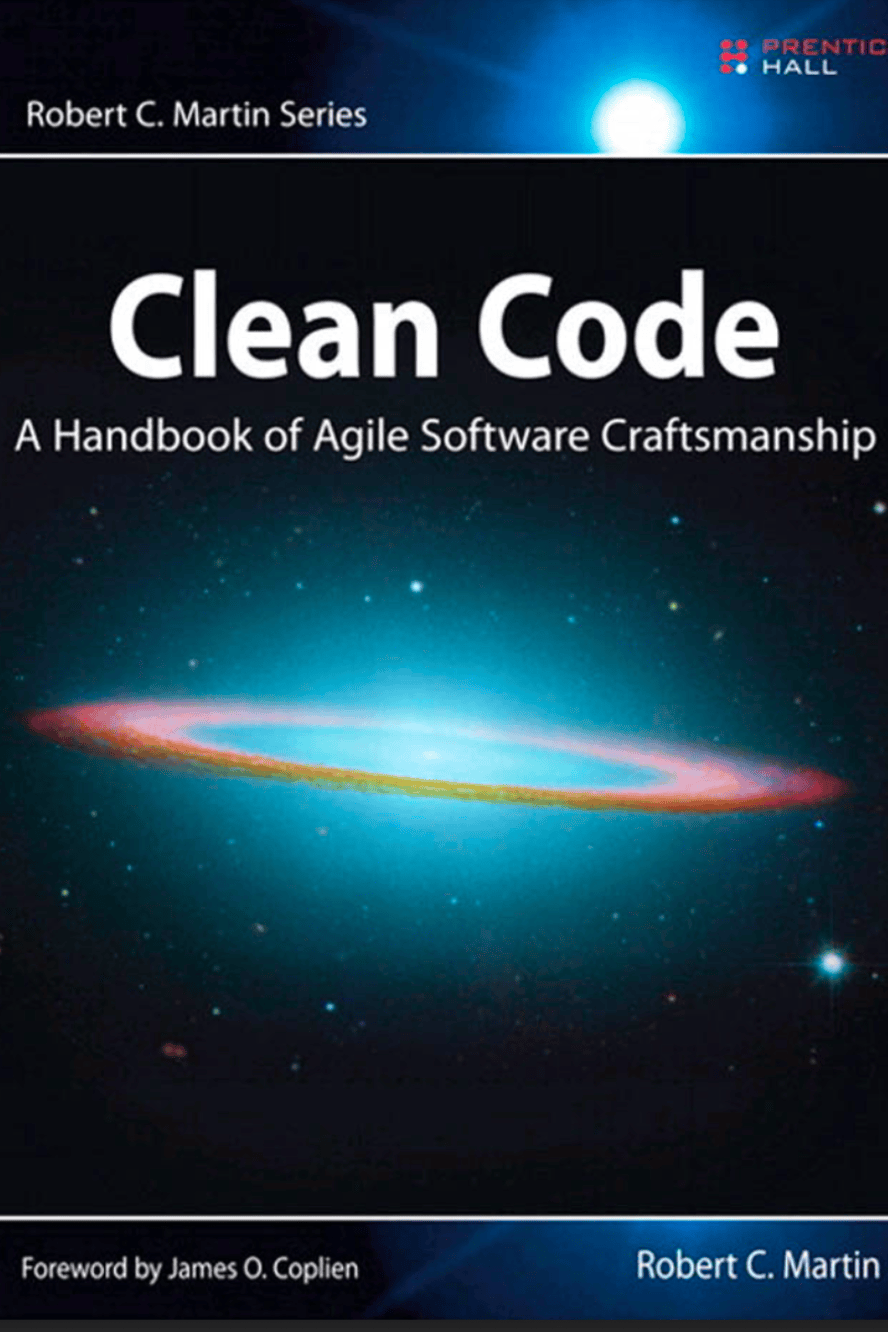 PRENTIC
HALL
Robert C. Martin Series
Clean Code
A Handbook of Agile Software Craftsmanship
Foreword by James O. Coplien
Robert C. Martin